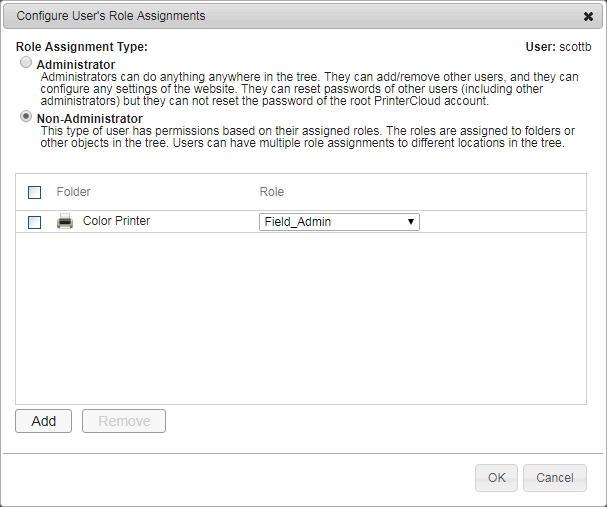 Configure User's Role Assignments
Role Assignment Type:
User: scottb
Administrator
Administrators can do anything anywhere in the tree. They can add/remove other users, and they can
configure any settings of the website. They can reset passwords of other users (including other
administrators) but they can not reset the password of the root PrinterCloud account.
Non-Administrator
This type of user has permissions based on their assigned roles. The roles are assigned to folders or
other objects in the tree. Users can have multiple role assignments to different locations in the tree.
Folder Role
Color Printer Field_Admin
Add Remove
OK Cancel